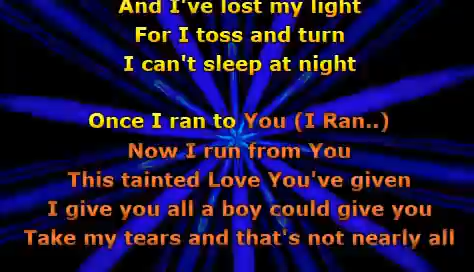 And I've lost my light
For I toss and turn
I can't sleep at night
Once I ran to You (I Ran..)
Now I run from You
This tainted Love You've given
I give you all a boy could give you
Take my tears and that's not nearly all